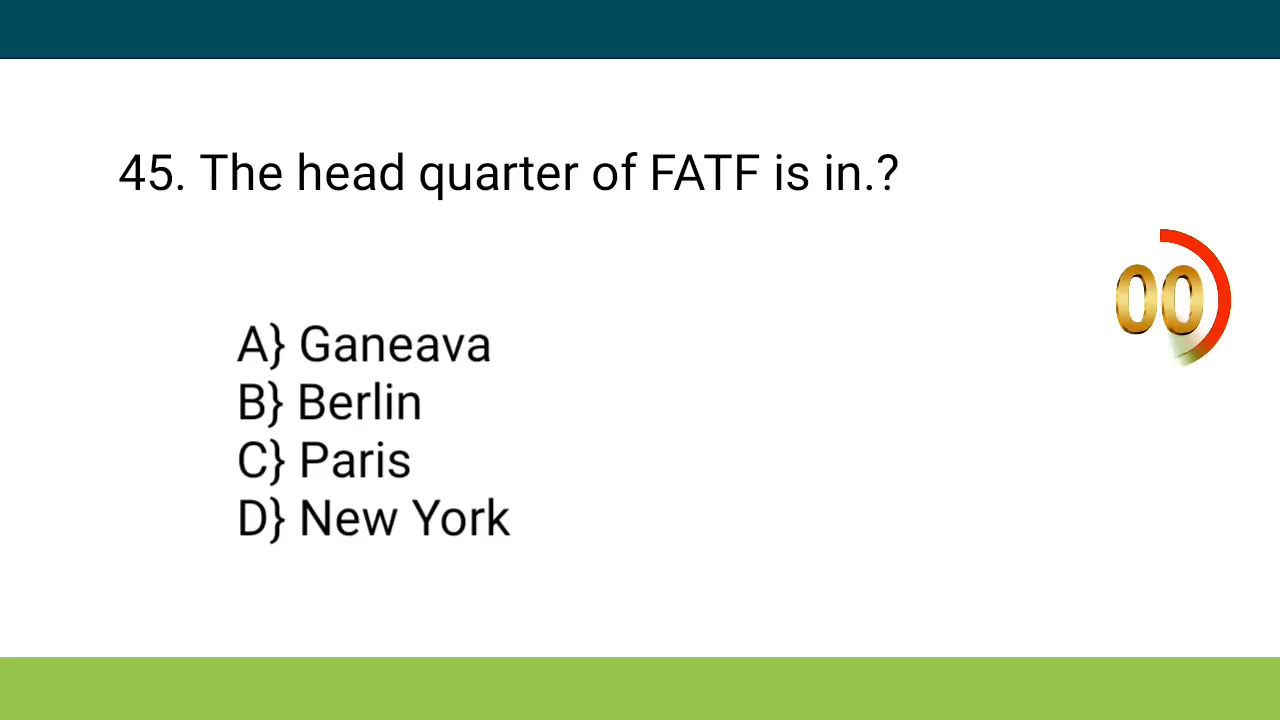 45. The head quarter of FATF is in.?
00
A} Ganeava
B} Berlin
C} Paris
D} New York